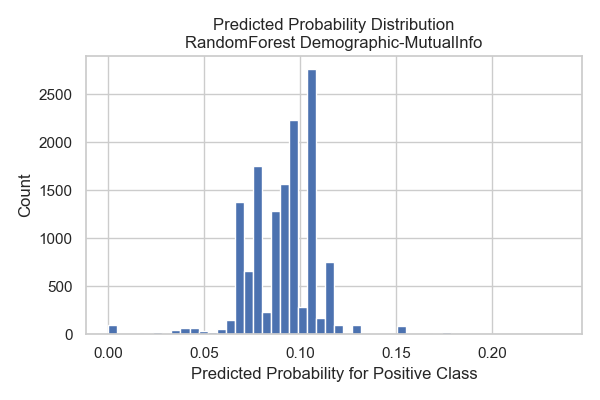 Predicted Probability Distribution
RandomForest Demographic-MutualInfo
2500
2000
1500
1000
500
0
Count
0.00 0.05 0.10 0.15 0.20
Predicted Probability for Positive Class